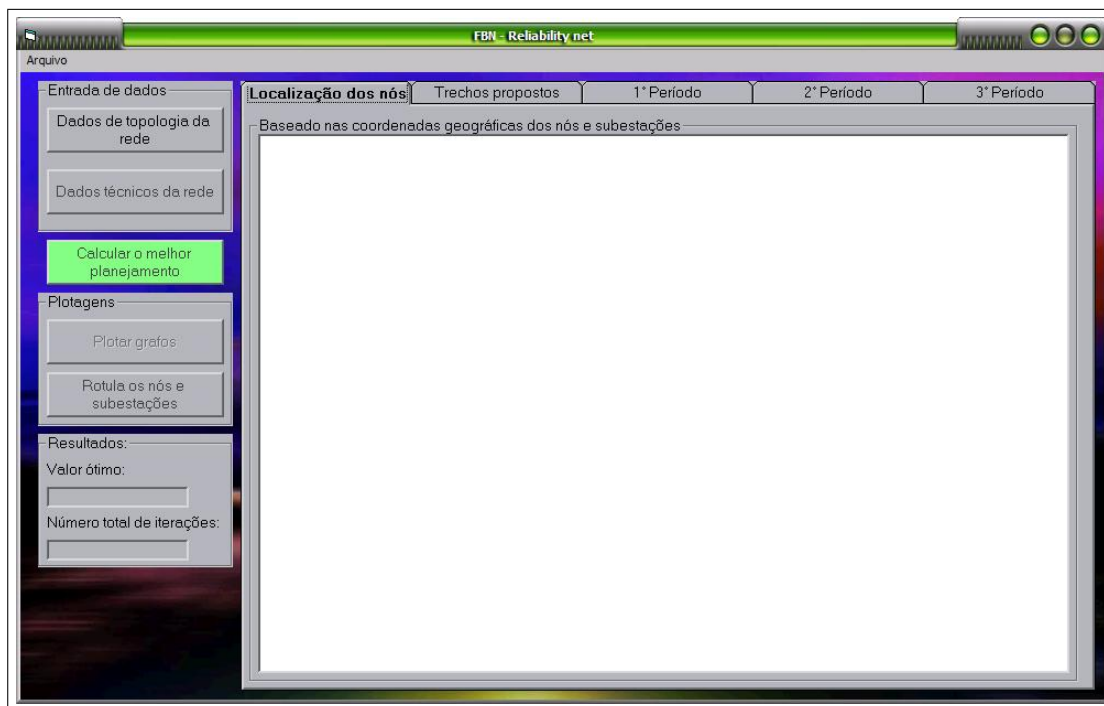 FBN - Reliability net
Arquivo
Entrada de dados
Dados de topologia da
rede
Dados técnicos da rede
Calcular o melhor
planejamento
Plotagens
Plotar grafos
Rotula os nós e
subestações
Resultados:
Valor ótimo:
Número total de iterações:
Localização dos nós
Trechos propostos
1° Período
2° Período
3° Período
Baseado nas coordenadas geográficas dos nós e subestações